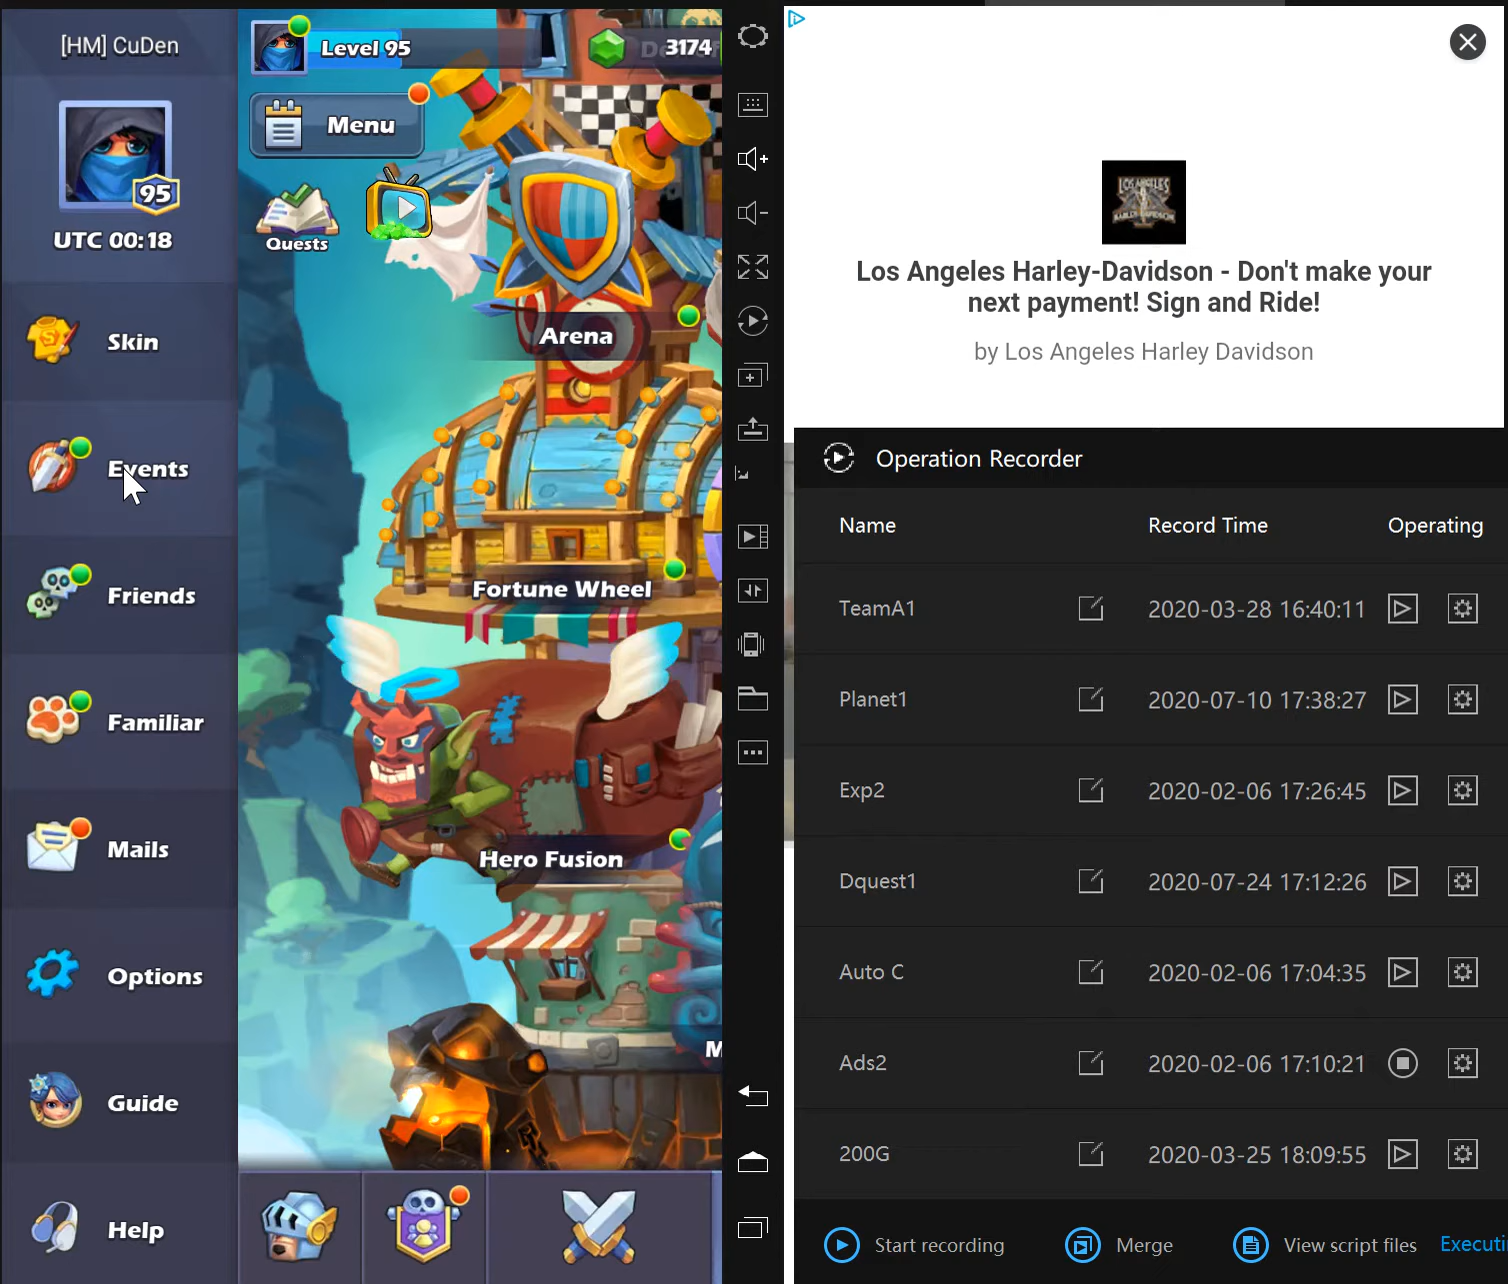 [HM] CuDen
95
UTC 00:18
Skin
Events
Friends
Familiar
Mails
Options
Guide
Help
Level 95
3174
Menu
Quests
Arena
Fortune Wheel
Hero Fusion
M
LOS ANGELES
HARLEY-DAVIDSON
Los Angeles Harley-Davidson - Don't make your
next payment! Sign and Ride!
by Los Angeles Harley Davidson
Operation Recorder
Name Record Time Operating
TeamA1 2020-03-28 16:40:11
Planet1 2020-07-10 17:38:27
Exp2 2020-02-06 17:26:45
Dquest1 2020-07-24 17:12:26
Auto C 2020-02-06 17:04:35
Ads2 2020-02-06 17:10:21
200G 2020-03-25 18:09:55
Start recording Merge View script files Executi